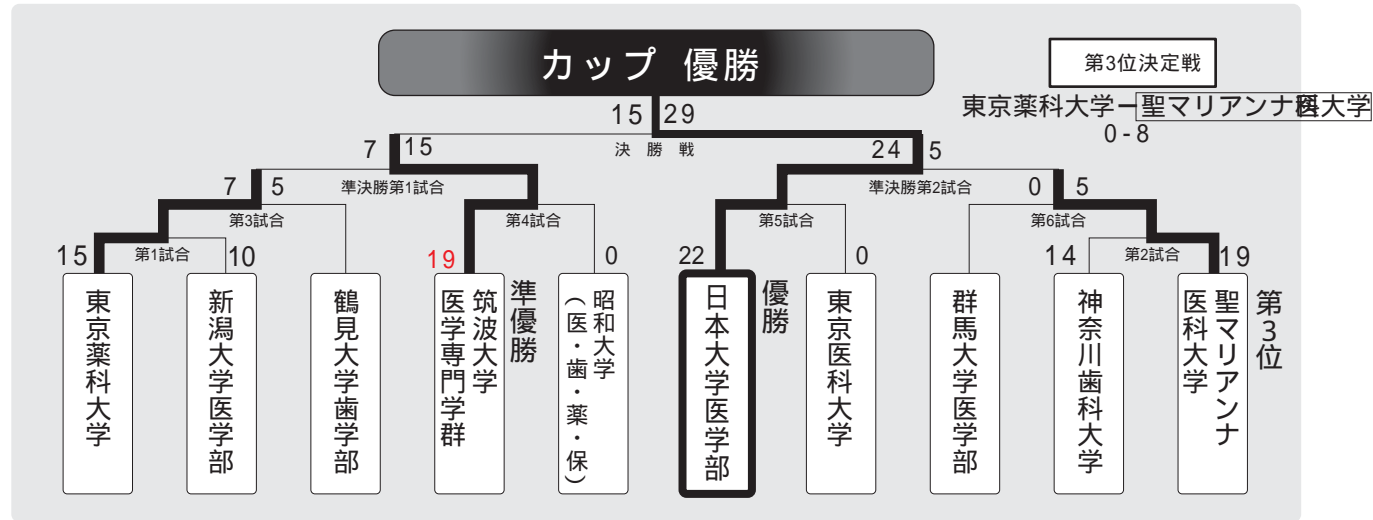 カップ 優勝
第3位決定戦
東京薬科大学ー聖マリアンナ医科大学
0-8
15 29
決勝戦
7 15
準決勝第1試合
24 5
準決勝第2試合
7 5
第3試合
第4試合
第5試合
0 5
第6試合
15
第1試合
10
19
0
22
0
14
第2試合
19
東京薬科大学
新潟大学医学部
鶴見大学歯学部
筑波大学
医学専門学群
準優勝
昭和大学
(医・歯・薬・保)
日本大学医学部
優勝
東京医科大学
群馬大学医学部
神奈川歯科大学
聖マリアンナ
医科大学
第3位